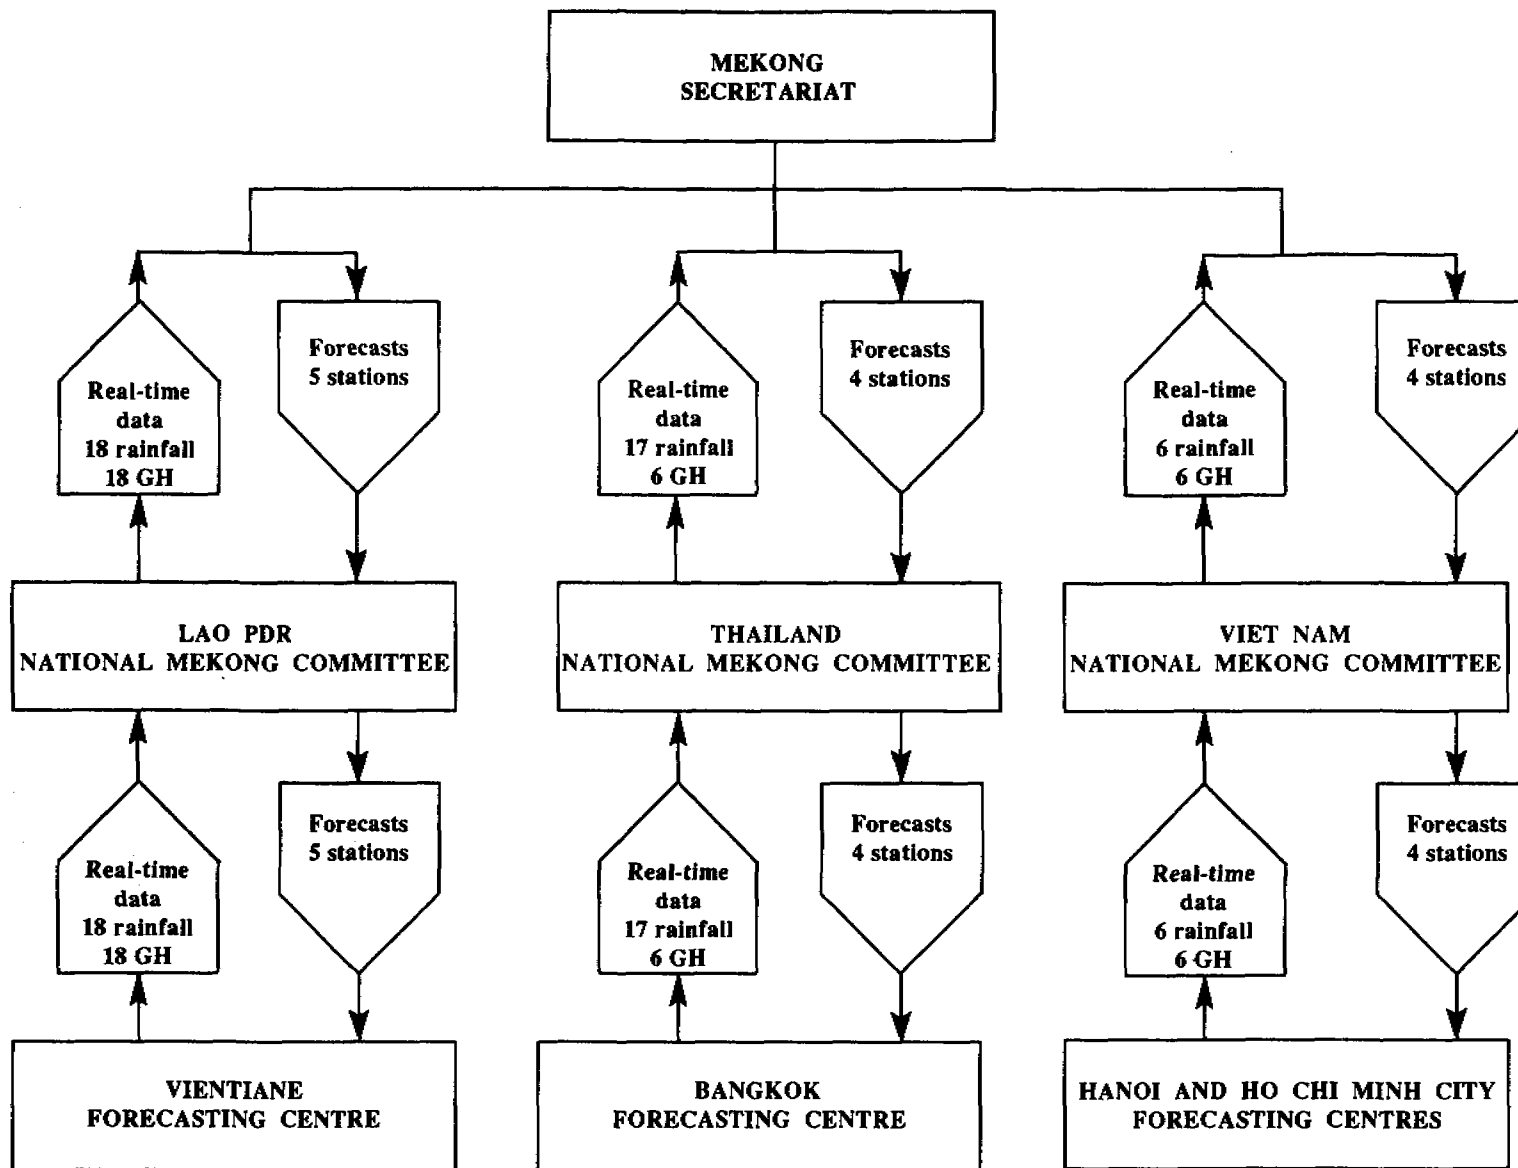 MEKONG
SECRETARIAT
Real-time
data
18 rainfall
18 GH
Forecasts
5 stations
Real-time
data
17 rainfall
6 GH
Forecasts
4 stations
Real-time
data
6 rainfall
6 GH
Forecasts
4 stations
LAO PDR
NATIONAL MEKONG COMMITTEE
THAILAND
NATIONAL MEKONG COMMITTEE
VIET NAM
NATIONAL MEKONG COMMITTEE
Real-time
data
18 rainfall
18 GH
Forecasts
5 stations
Real-time
data
17 rainfall
6 GH
Forecasts
4 stations
Real-time
data
6 rainfall
6 GH
Forecasts
4 stations
VIENTIANE
FORECASTING CENTRE
BANGKOK
FORECASTING CENTRE
HANOI AND HO CHI MINH CITY
FORECASTING CENTRES